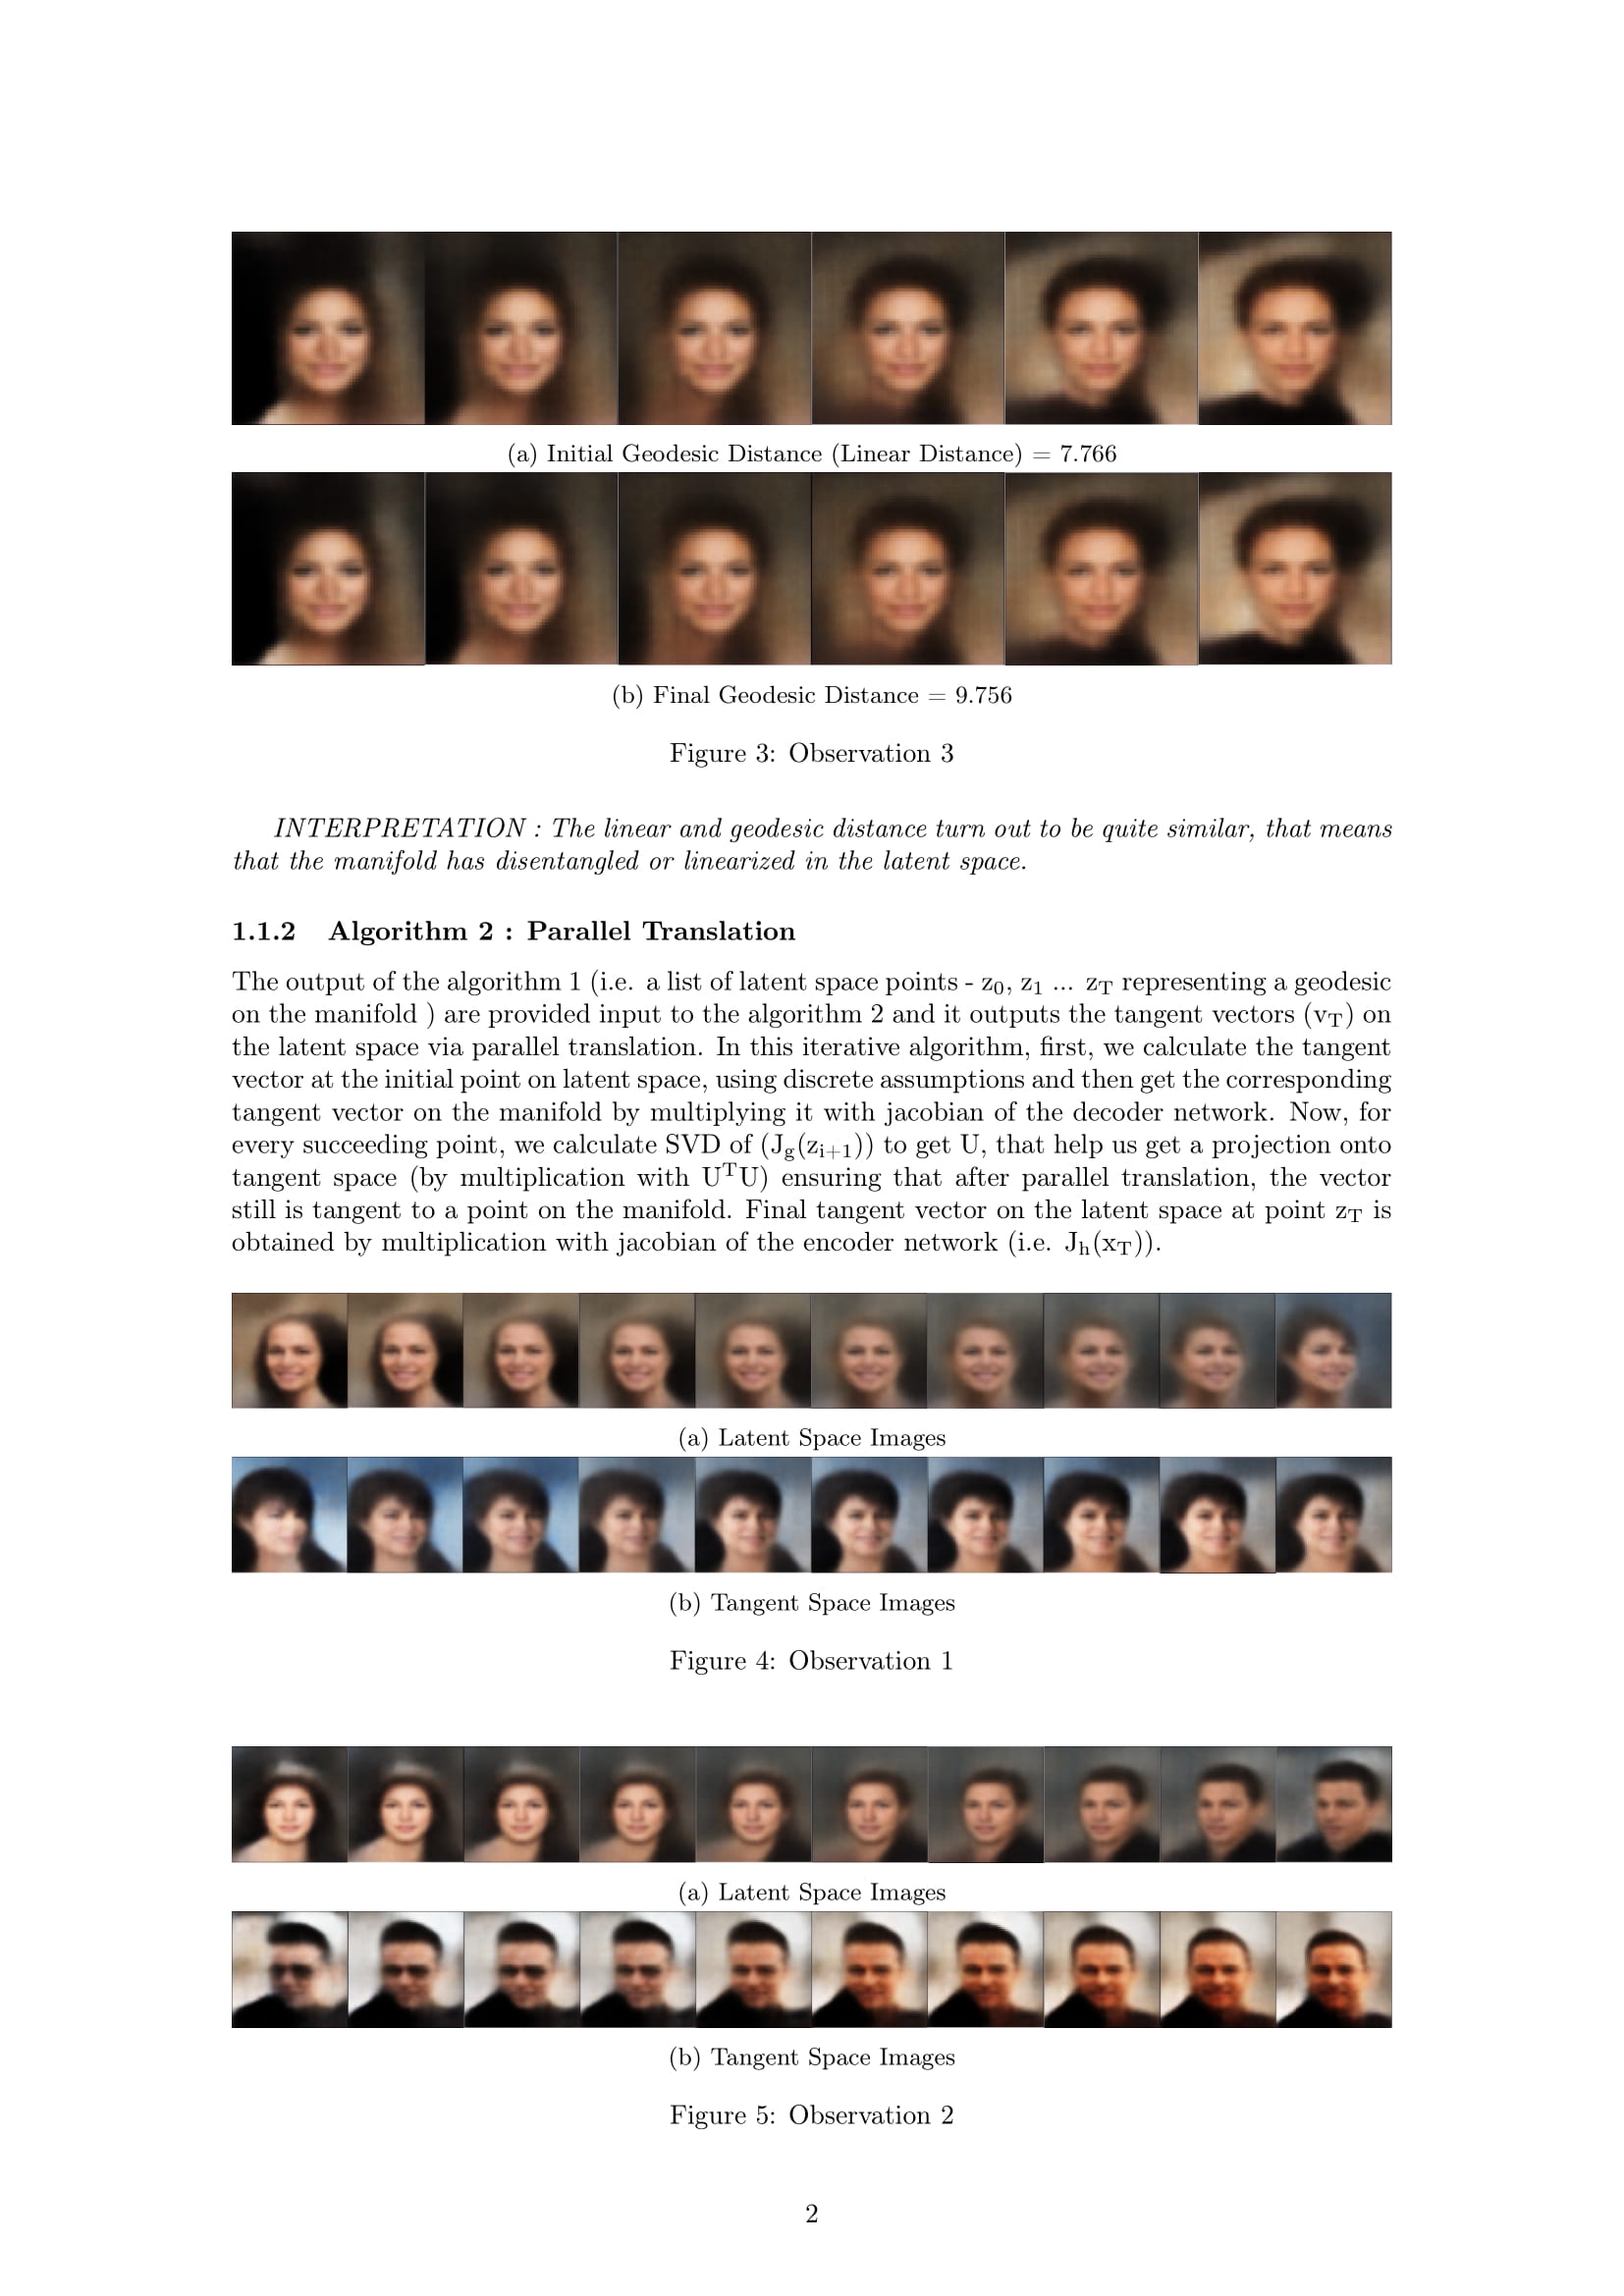 (a) Initial Geodesic Distance (Linear Distance) = 7.766
(b) Final Geodesic Distance = 9.756
Figure 3: Observation 3
INTERPRETATION : The linear and geodesic distance turn out to be quite similar, that means
that the manifold has disentangled or linearized in the latent space.
1.1.2 Algorithm 2 : Parallel Translation
The output of the algorithm 1 (i.e. a list of latent space points - z₀, z₁ ... z_T representing a geodesic
on the manifold ) are provided input to the algorithm 2 and it outputs the tangent vectors (v_T) on
the latent space via parallel translation. In this iterative algorithm, first, we calculate the tangent
vector at the initial point on latent space, using discrete assumptions and then get the corresponding
tangent vector on the manifold by multiplying it with jacobian of the decoder network. Now, for
every succeeding point, we calculate SVD of (J_g(z_{i+1})) to get U, that help us get a projection onto
tangent space (by multiplication with U^TU) ensuring that after parallel translation, the vector
still is tangent to a point on the manifold. Final tangent vector on the latent space at point z_T is
obtained by multiplication with jacobian of the encoder network (i.e. J_h(x_T)).
(a) Latent Space Images
(b) Tangent Space Images
Figure 4: Observation 1
(a) Latent Space Images
(b) Tangent Space Images
Figure 5: Observation 2
2